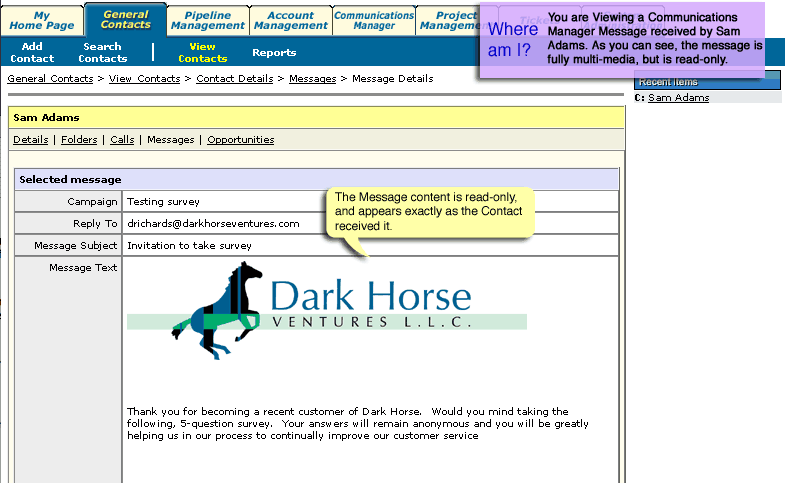 My
Home Page
General
Contacts
Pipeline
Management
Account
Management
Communications
Manager
Project
Management
Ticket
Where
am I?
You are Viewing a Communications
Manager Message received by Sam
Adams. As you can see, the message is
fully multi-media, but is read-only.
Add
Contact
Search
Contacts
|
View
Contacts
Reports
General Contacts > View Contacts > Contact Details > Messages > Message Details
Recent Items
C: Sam Adams
Sam Adams
Details | Folders | Calls | Messages | Opportunities
Selected message
Campaign Testing survey
Reply To drichards@darkhorseventures.com
Message Subject Invitation to take survey
The Message content is read-only,
and appears exactly as the Contact
received it.
Message Text
Dark Horse
VENTURES L.L.C.
Thank you for becoming a recent customer of Dark Horse. Would you mind taking the
following, 5-question survey. Your answers will remain anonymous and you will be greatly
helping us in our process to continually improve our customer service